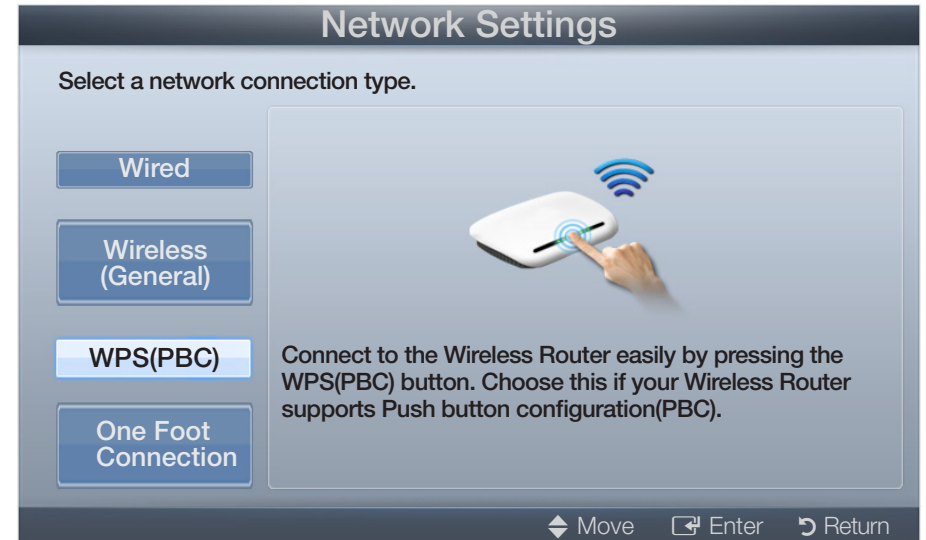 Network Settings
Select a network connection type.
Wired
Wireless
(General)
WPS(PBC)
One Foot
Connection
Connect to the Wireless Router easily by pressing the
WPS(PBC) button. Choose this if your Wireless Router
supports Push button configuration(PBC).
Move Enter Return